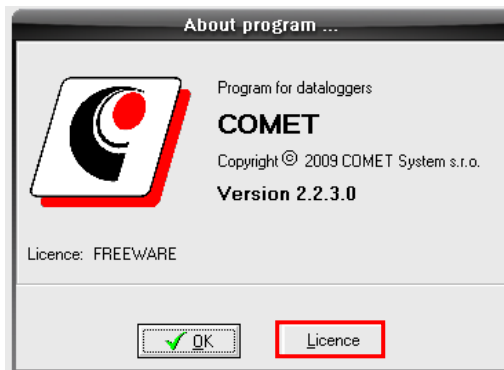 About program ...
Program for dataloggers
COMET
Copyright © 2009 COMET System s.r.o.
Version 2.2.3.0
Licence: FREEWARE
OK
Licence